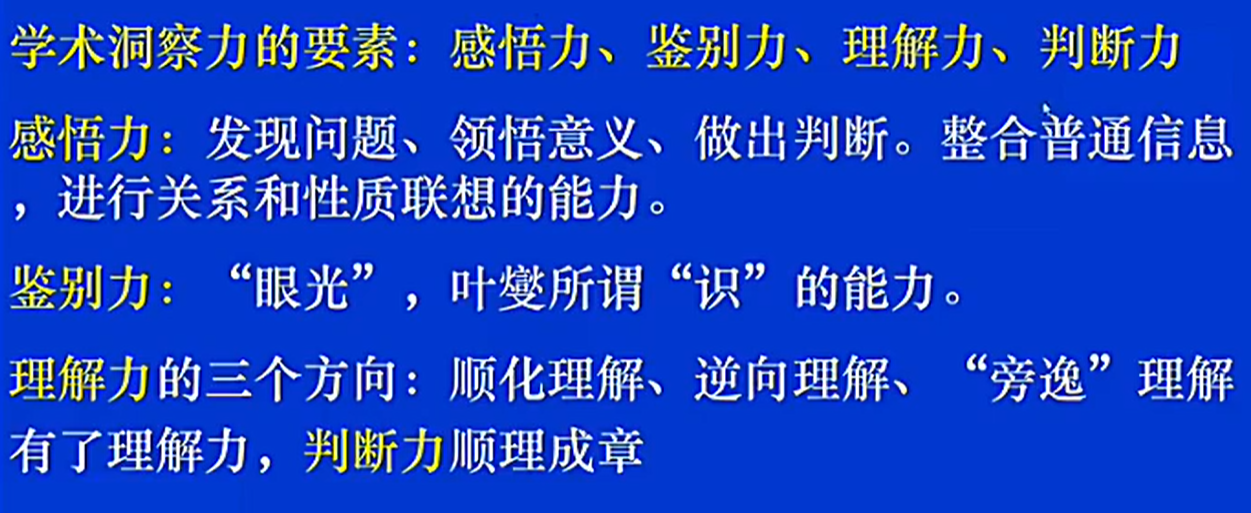 学术洞察力的要素：感悟力、鉴别力、理解力、判断力
感悟力：发现问题、领悟意义、做出判断。整合普通信息
，进行关系和性质联想的能力。
鉴别力：“眼光”，叶燮所谓“识”的能力。
理解力的三个方向：顺化理解、逆向理解、“旁逸”理解
有了理解力，判断力顺理成章